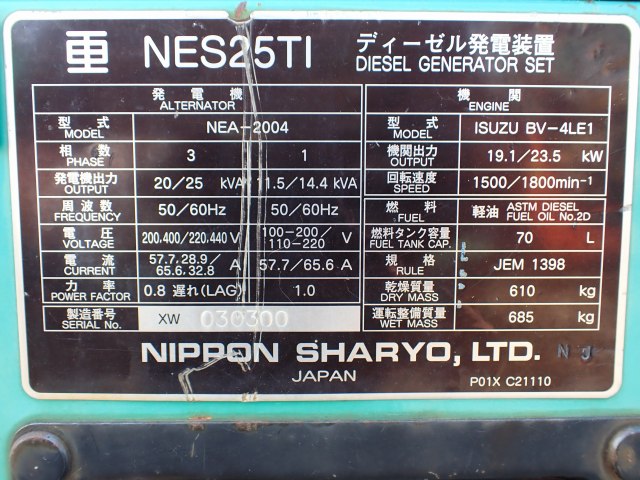 NES25TI ディーゼル発電装置
DIESEL GENERATOR SET
発電機
ALTERNATOR
型式 MODEL NEA-2004
相数 PHASE 3 1
発電機出力 OUTPUT 20/25 kVA 11.5/14.4 kVA
周波数 FREQUENCY 50/60Hz 50/60Hz
電圧 VOLTAGE 200,400/220,440 V 100-200/110-220 V
電流 CURRENT 57.7,28.9/65.6,32.8 A 57.7/65.6 A
力率 POWER FACTOR 0.8 遅れ(LAG) 1.0
製造番号 SERIAL No. XW 030300
機関
ENGINE
型式 MODEL ISUZU BV-4LE1
機関出力 OUTPUT 19.1/23.5 kW
回転速度 SPEED 1500/1800min⁻¹
燃料 FUEL 軽油 ASTM DIESEL FUEL OIL No.2D
燃料タンク容量 FUEL TANK CAP. 70 L
規格 RULE JEM 1398
乾燥質量 DRY MASS 610 kg
運転整備質量 WET MASS 685 kg
NIPPON SHARYO, LTD. N J
JAPAN
P01X C21110